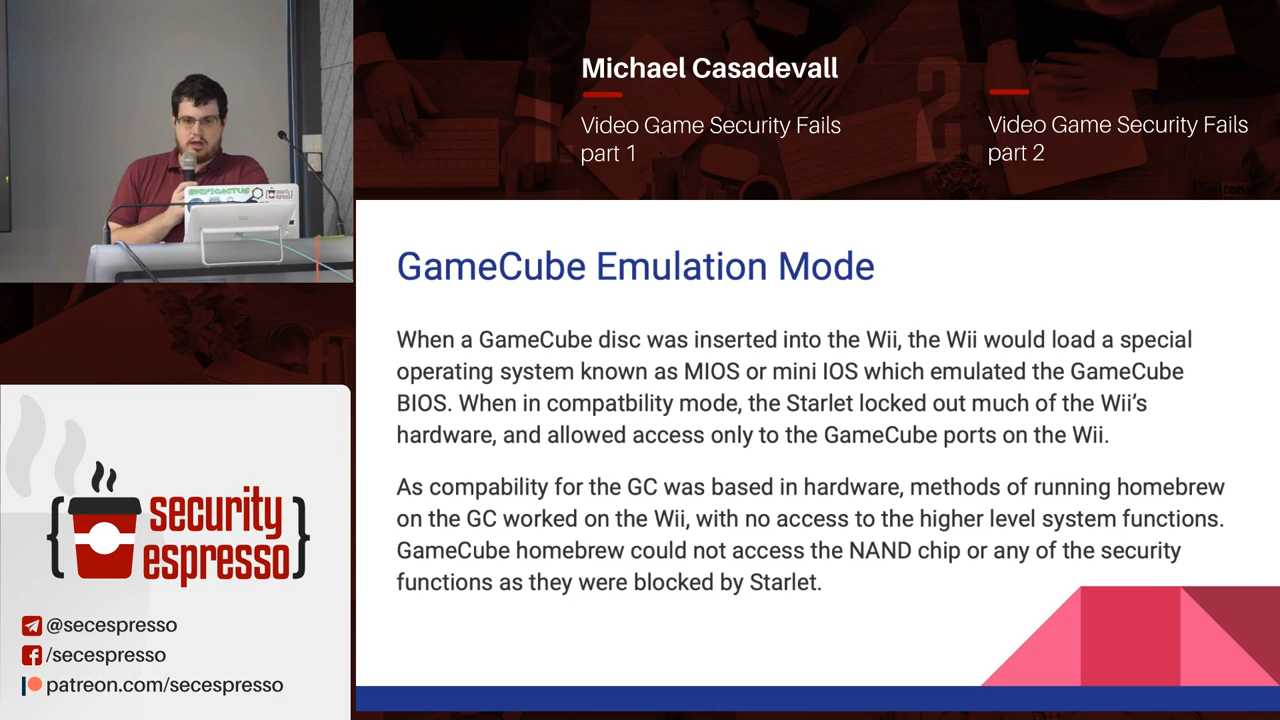 Michael Casadevall
1.
Video Game Security Fails
part 1
2.
Video Game Security Fails
part 2
GameCube Emulation Mode
When a GameCube disc was inserted into the Wii, the Wii would load a special
operating system known as MIOS or mini IOS which emulated the GameCube
BIOS. When in compatbility mode, the Starlet locked out much of the Wii's
hardware, and allowed access only to the GameCube ports on the Wii.
As compability for the GC was based in hardware, methods of running homebrew
on the GC worked on the Wii, with no access to the higher level system functions.
GameCube homebrew could not access the NAND chip or any of the security
functions as they were blocked by Starlet.
{security
espresso}
@secespresso
/secespresso
patreon.com/secespresso